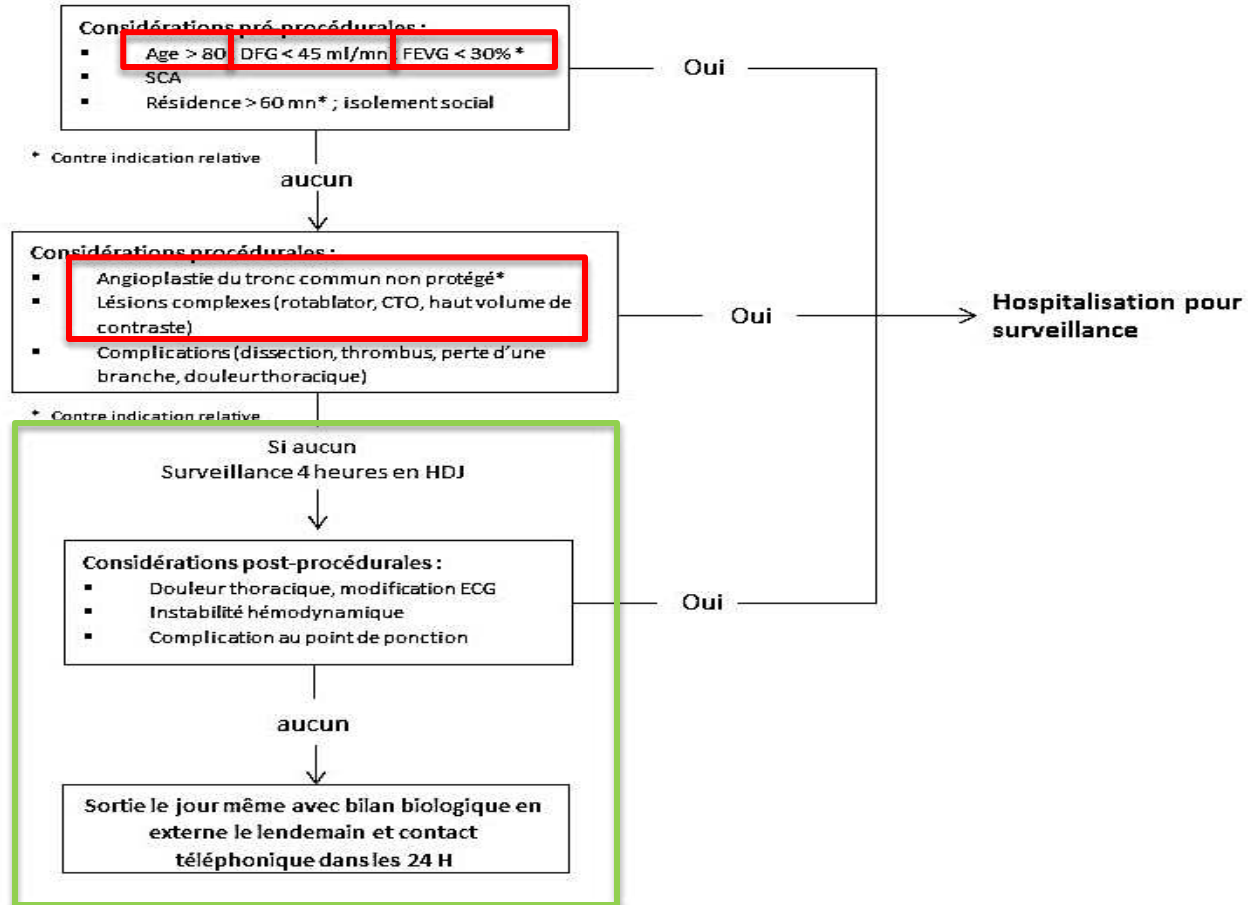 Considérations pré-procédurales :
▪ Age > 80 DFG < 45 ml/mn FEVG < 30% *
▪ SCA
▪ Résidence > 60 mn* ; isolement social
Oui
* Contre indication relative
aucun
Considérations procédurales :
▪ Angioplastie du tronc commun non protégé*
▪ Lésions complexes (rotablator, CTO, haut volume de
contraste)
▪ Complications (dissection, thrombus, perte d'une
branche, douleur thoracique)
Oui
Hospitalisation pour
surveillance
* Contre indication relative
Si aucun
Surveillance 4 heures en HDJ
Considérations post-procédurales :
▪ Douleur thoracique, modification ECG
▪ Instabilité hémodynamique
▪ Complication au point de ponction
Oui
aucun
Sortie le jour même avec bilan biologique en
externe le lendemain et contact
téléphonique dans les 24 H